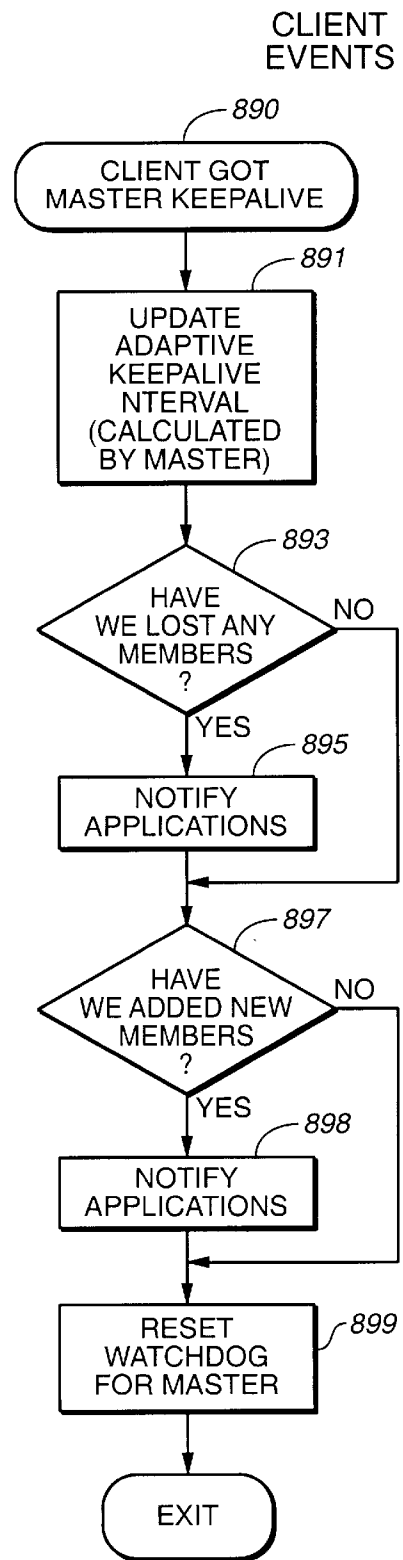 CLIENT
EVENTS
890
CLIENT GOT
MASTER KEEPALIVE
891
UPDATE
ADAPTIVE
KEEPALIVE
NTERVAL
(CALCULATED
BY MASTER)
893
HAVE
WE LOST ANY
MEMBERS
?
NO
YES
895
NOTIFY
APPLICATIONS
897
HAVE
WE ADDED NEW
MEMBERS
?
NO
YES
898
NOTIFY
APPLICATIONS
RESET
WATCHDOG
FOR MASTER
899
EXIT